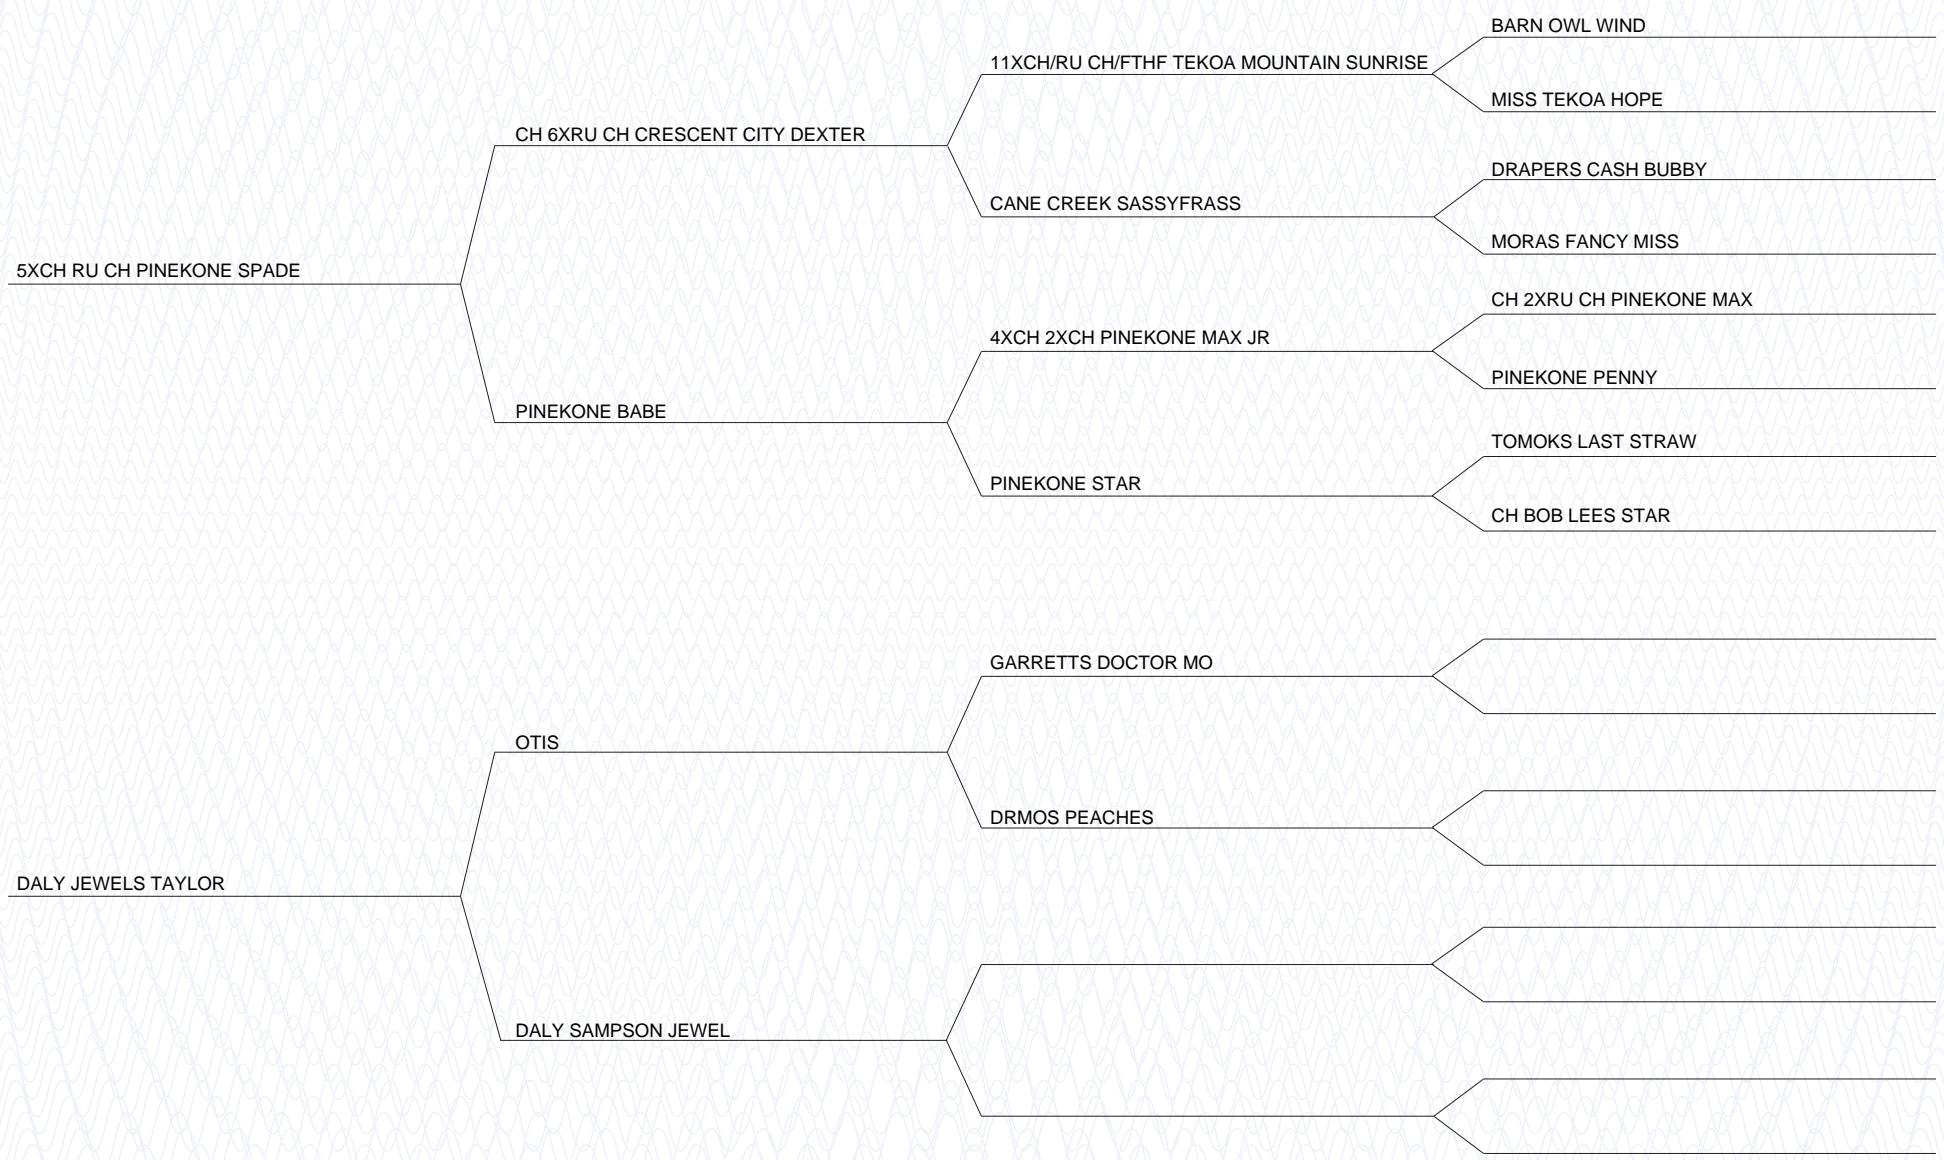 BARN OWL WIND
11XCH/RU CH/FTHF TEKOA MOUNTAIN SUNRISE
MISS TEKOA HOPE
CH 6XRU CH CRESCENT CITY DEXTER
DRAPERS CASH BUBBY
CANE CREEK SASSYFRASS
MORAS FANCY MISS
5XCH RU CH PINEKONE SPADE
CH 2XRU CH PINEKONE MAX
4XCH 2XCH PINEKONE MAX JR
PINEKONE PENNY
PINEKONE BABE
TOMOKS LAST STRAW
PINEKONE STAR
CH BOB LEES STAR
GARRETTS DOCTOR MO
OTIS
DRMOS PEACHES
DALY JEWELS TAYLOR
DALY SAMPSON JEWEL